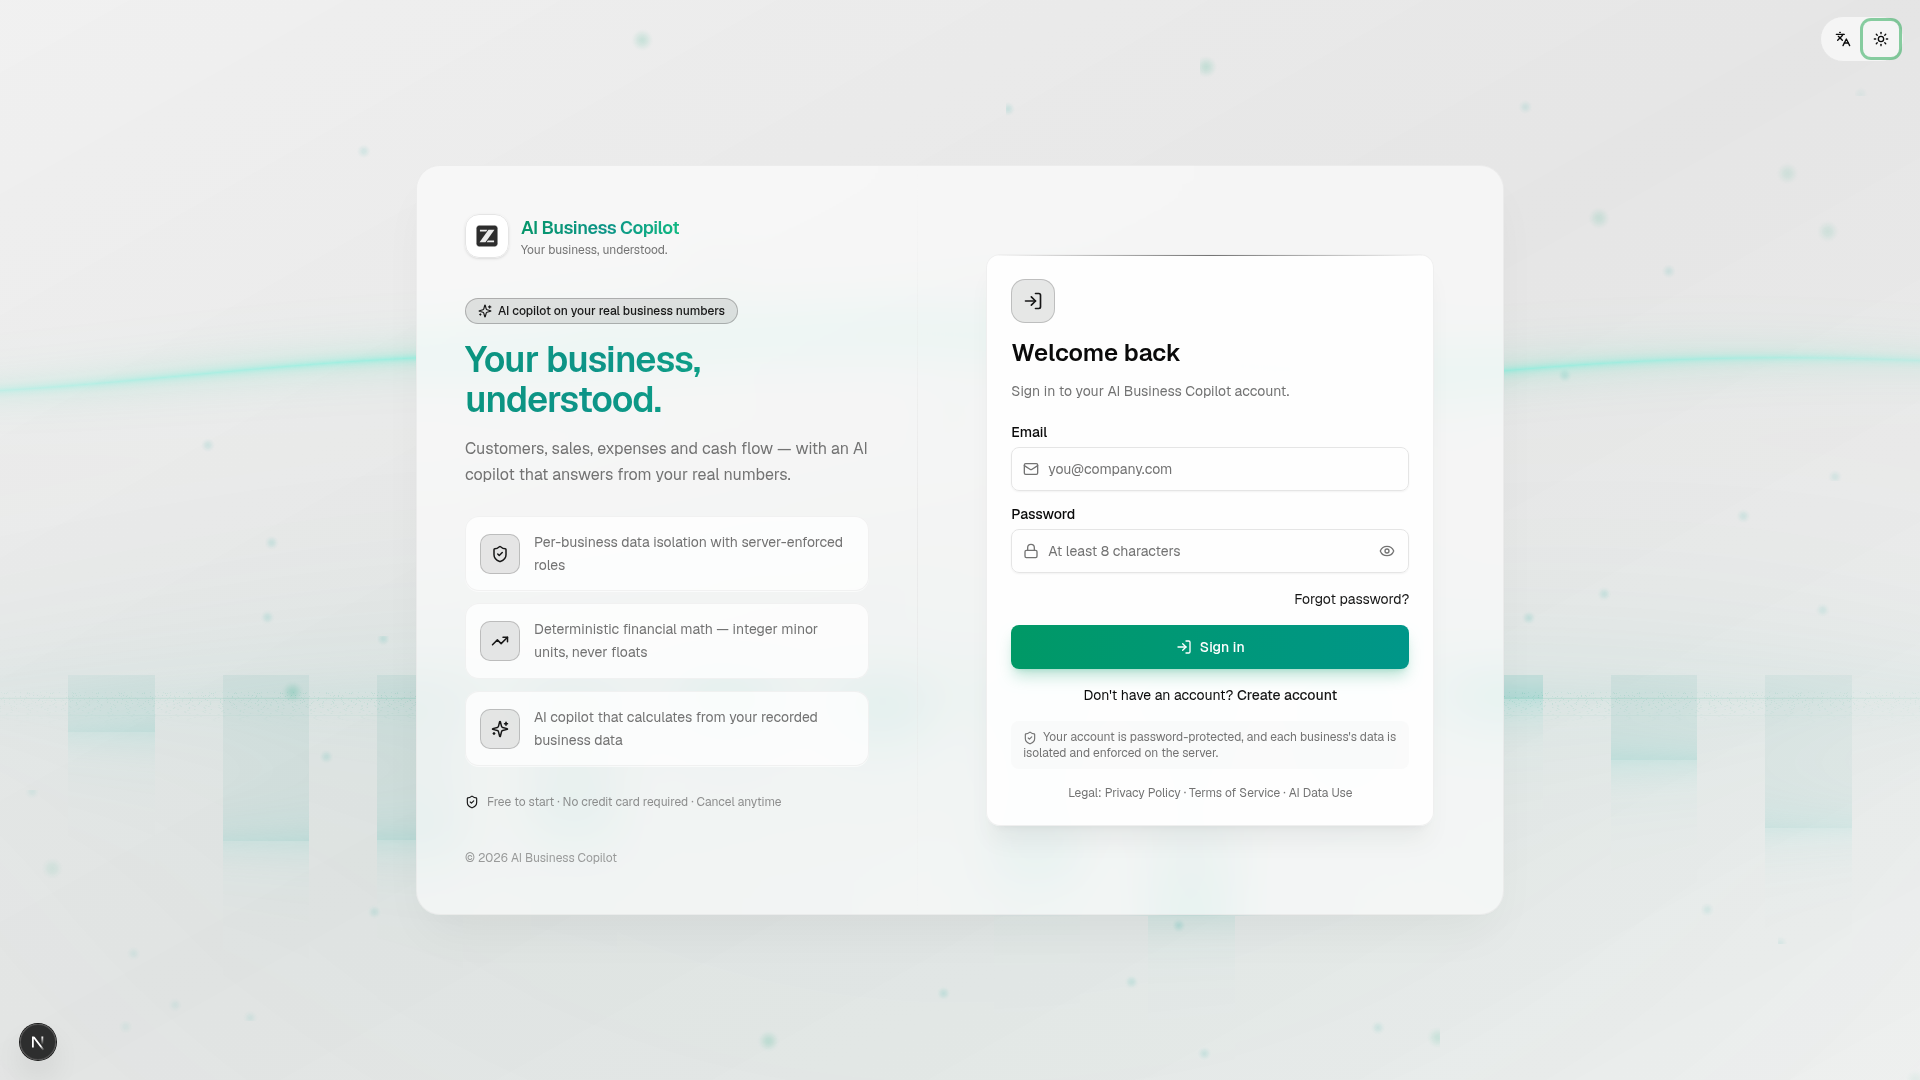 AI Business Copilot
Your business, understood.
AI copilot on your real business numbers
Your business,
understood.
Customers, sales, expenses and cash flow — with an AI
copilot that answers from your real numbers.
Per-business data isolation with server-enforced
roles
Deterministic financial math — integer minor
units, never floats
AI copilot that calculates from your recorded
business data
Free to start · No credit card required · Cancel anytime
© 2026 AI Business Copilot
Welcome back
Sign in to your AI Business Copilot account.
Email
you@company.com
Password
At least 8 characters
Forgot password?
Sign in
Don't have an account? Create account
Your account is password-protected, and each business's data is
isolated and enforced on the server.
Legal: Privacy Policy · Terms of Service · AI Data Use